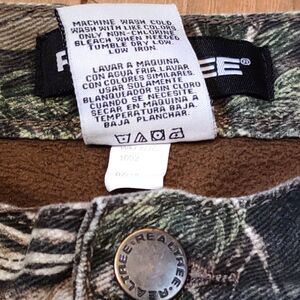 MACHINE WASH COLD
WASH WITH LIKE COLORS
ONLY NON-CHLORINE
BLEACH WHEN NEEDED
TUMBLE DRY LOW
LOW IRON.
LAVAR A MAQUINA
CON AGUA FRIA LAVAR
CON COLORES SIMILARES.
USAR SOLAMENTE
BLANQUEADOR SIN CLORO
CUANDO SE NECESITE.
SECAR EN MAQUINA A
TEMPERATURA BAJA.
BAJA PLANCHAR.
REE®
REALTREE • REALTREE